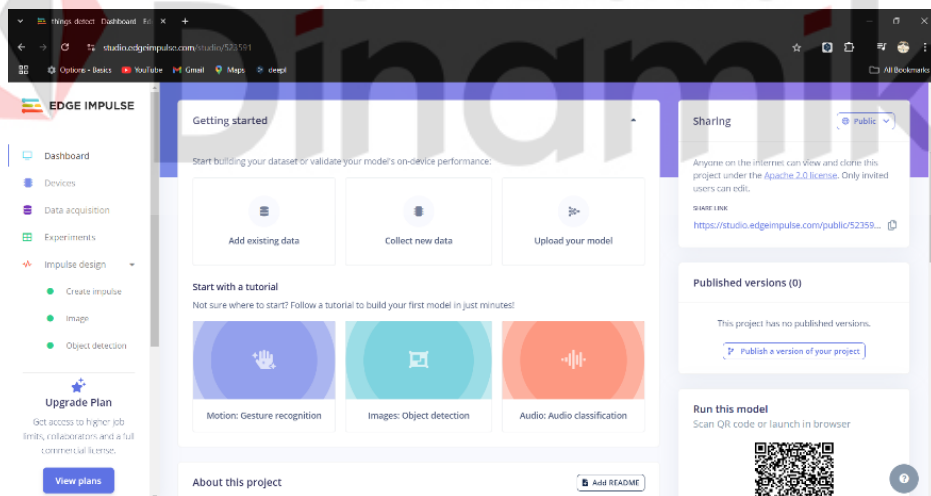 Dinamik
things detect Dashboard Ed
studio.edgeimpulse.com/studio/523591
Options - Basics YouTube Gmail Maps deepl All Bookmarks
EDGE IMPULSE
Dashboard
Devices
Data acquisition
Experiments
Impulse design
Create impulse
Image
Object detection
Upgrade Plan
Get access to higher job
limits, collaborators and a full
commercial license.
View plans
Getting started
Start building your dataset or validate your model's on-device performance:
Add existing data Collect new data Upload your model
Start with a tutorial
Not sure where to start? Follow a tutorial to build your first model in just minutes!
Motion: Gesture recognition Images: Object detection Audio: Audio classification
About this project Add README
Sharing Public
Anyone on the internet can view and clone this
project under the Apache 2.0 license. Only invited
users can edit.
SHARE LINK
https://studio.edgeimpulse.com/public/52359...
Published versions (0)
This project has no published versions.
Publish a version of your project
Run this model
Scan QR code or launch in browser
?